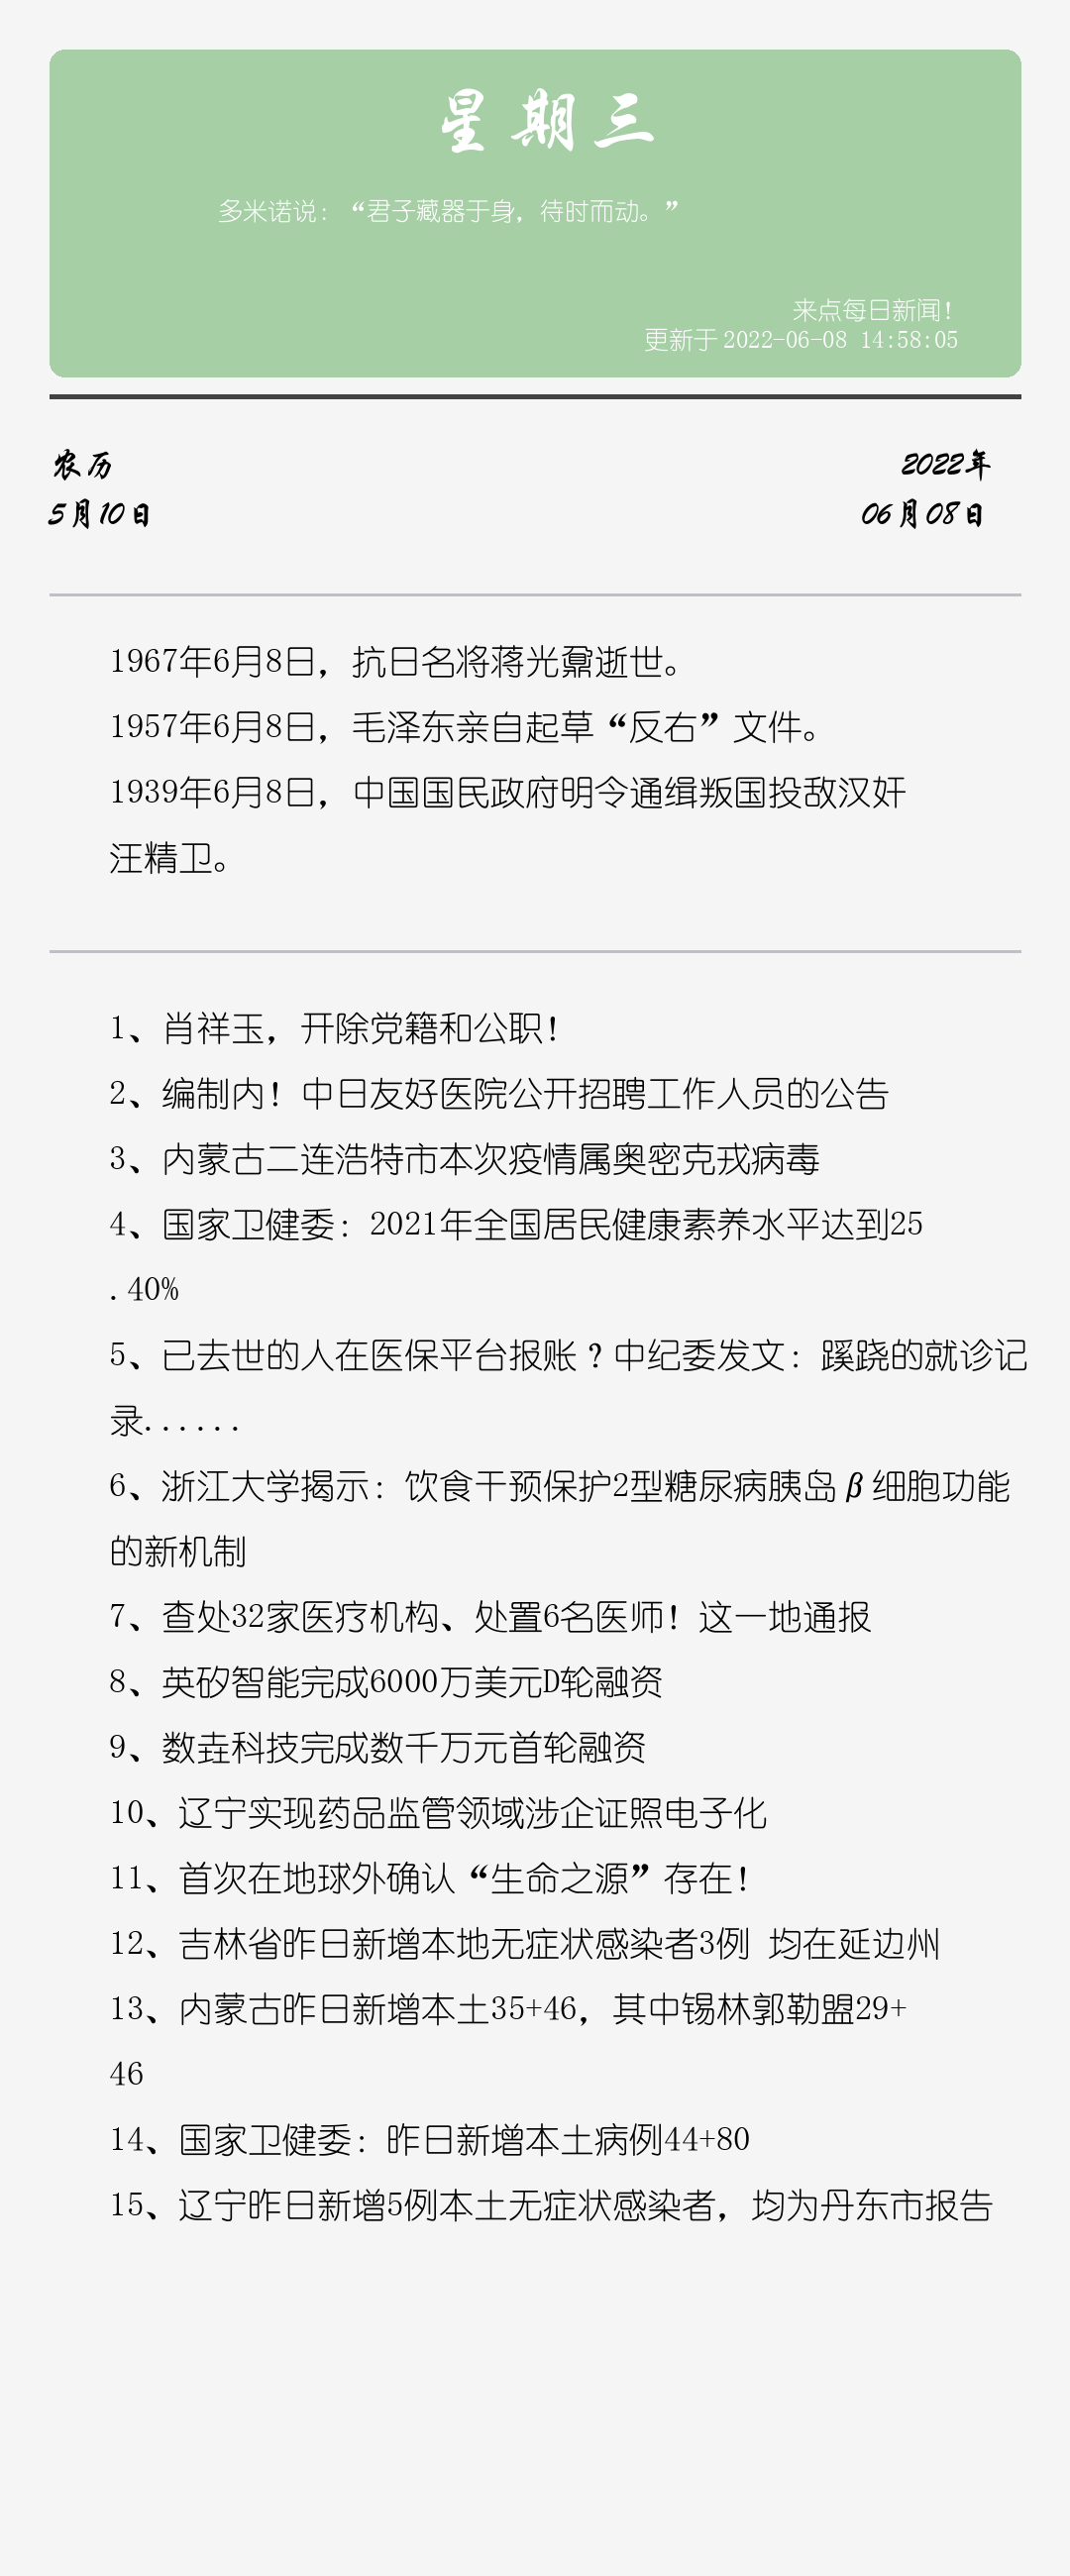 星期三
多米诺说：“君子藏器于身，待时而动。”
来点每日新闻！
更新于2022-06-08 14:58:05
农历
2022年
5月10日
06月08日
1967年6月8日，抗日名将蒋光鼐逝世。
1957年6月8日，毛泽东亲自起草“反右”文件。
1939年6月8日，中国国民政府明令通缉叛国投敌汉奸
汪精卫。
1、肖祥玉，开除党籍和公职！
2、编制内！中日友好医院公开招聘工作人员的公告
3、内蒙古二连浩特市本次疫情属奥密克戎病毒
4、国家卫健委：2021年全国居民健康素养水平达到25
.40%
5、已去世的人在医保平台报账？中纪委发文：蹊跷的就诊记
录......
6、浙江大学揭示：饮食干预保护2型糖尿病胰岛β细胞功能
的新机制
7、查处32家医疗机构、处置6名医师！这一地通报
8、英矽智能完成6000万美元D轮融资
9、数垚科技完成数千万元首轮融资
10、辽宁实现药品监管领域涉企证照电子化
11、首次在地球外确认“生命之源”存在！
12、吉林省昨日新增本地无症状感染者3例 均在延边州
13、内蒙古昨日新增本土35+46，其中锡林郭勒盟29+
46
14、国家卫健委：昨日新增本土病例44+80
15、辽宁昨日新增5例本土无症状感染者，均为丹东市报告